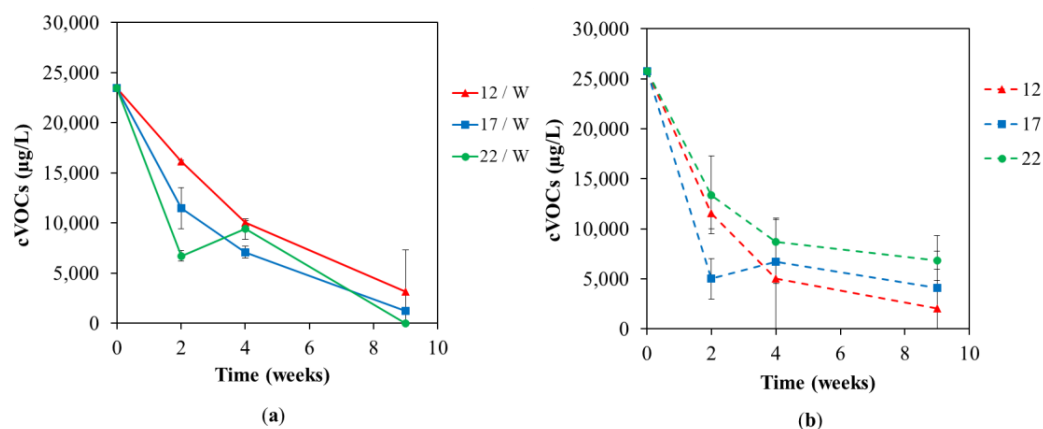 30,000
25,000
20,000
15,000
10,000
5,000
0
cVOCs (µg/L)
0 2 4 6 8 10
Time (weeks)
12 / W
17 / W
22 / W
(a)
30,000
25,000
20,000
15,000
10,000
5,000
0
cVOCs (µg/L)
0 2 4 6 8 10
Time (weeks)
12
17
22
(b)